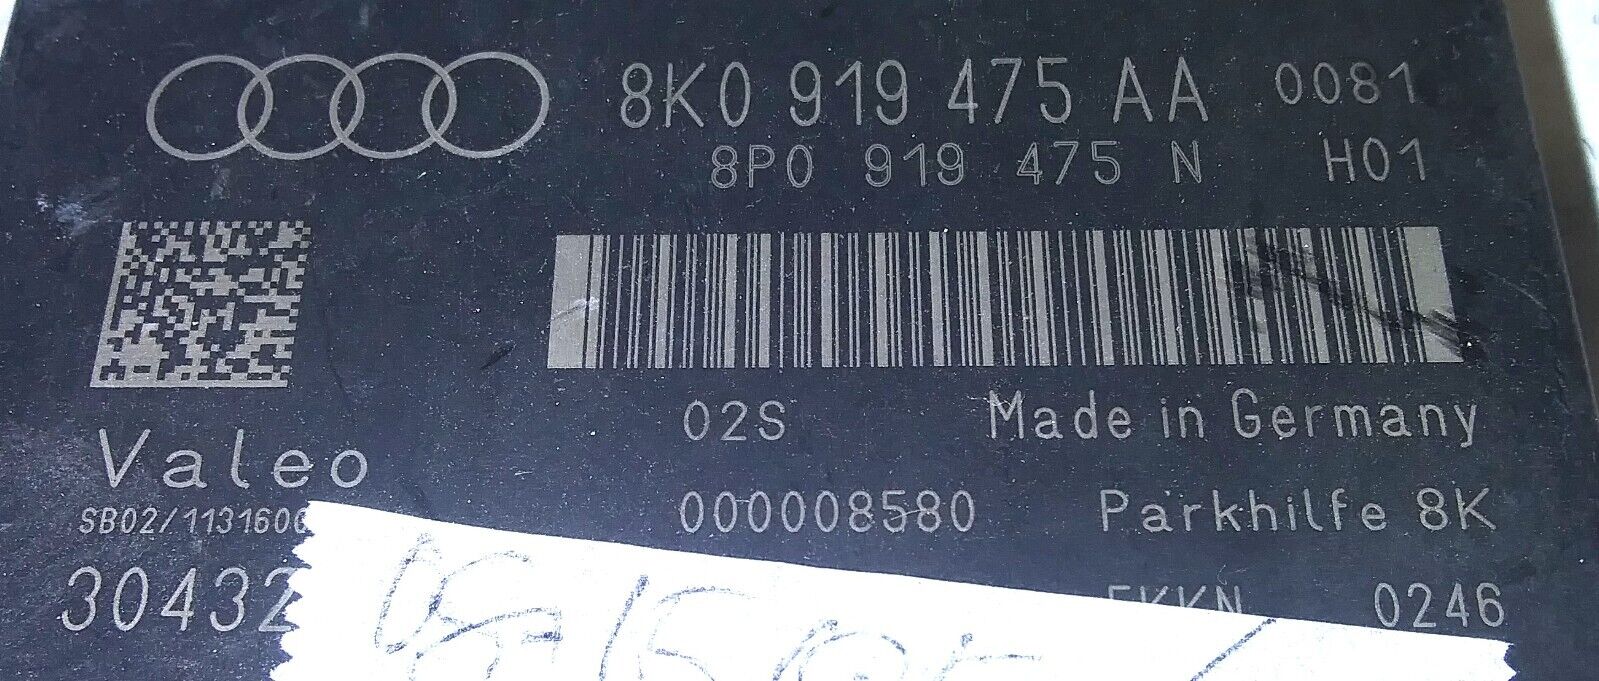 8K0 919 475 AA 0081
8P0 919 475 N H01
02S Made in Germany
Valeo
000008580 Parkhilfe 8K
0246